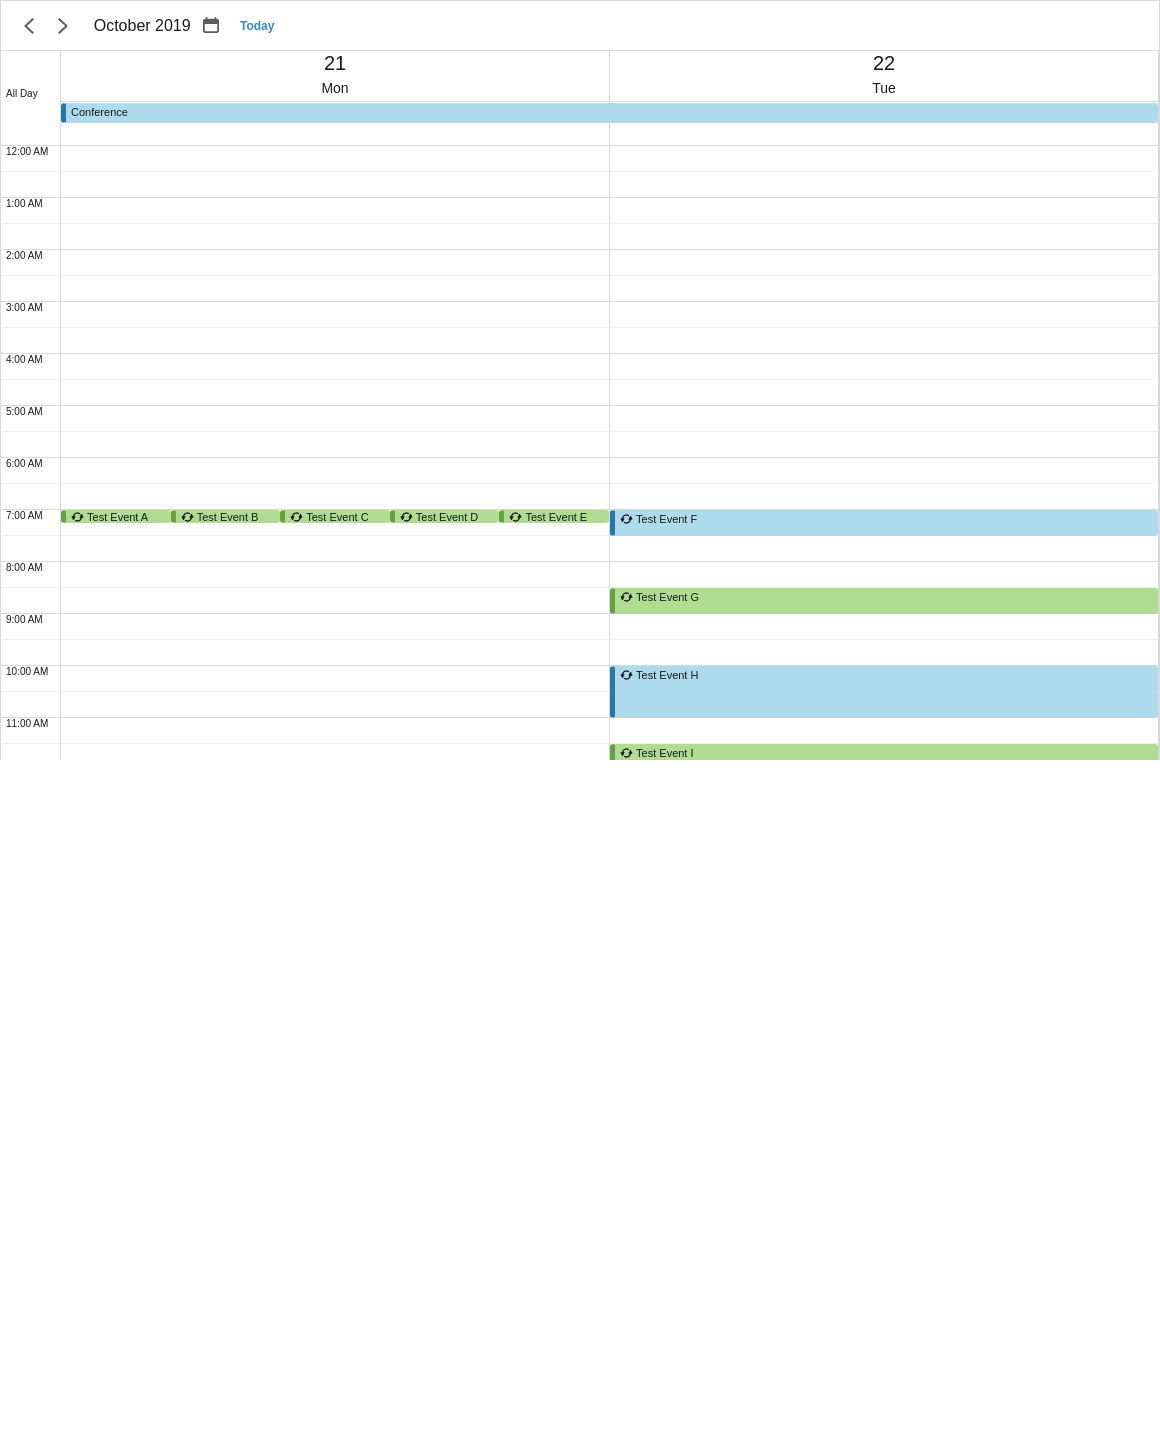 October 2019 Today
21 22
Mon Tue
All Day
Conference
12:00 AM
1:00 AM
2:00 AM
3:00 AM
4:00 AM
5:00 AM
6:00 AM
7:00 AM Test Event A Test Event B Test Event C Test Event D Test Event E Test Event F
8:00 AM
Test Event G
9:00 AM
10:00 AM Test Event H
11:00 AM
Test Event I